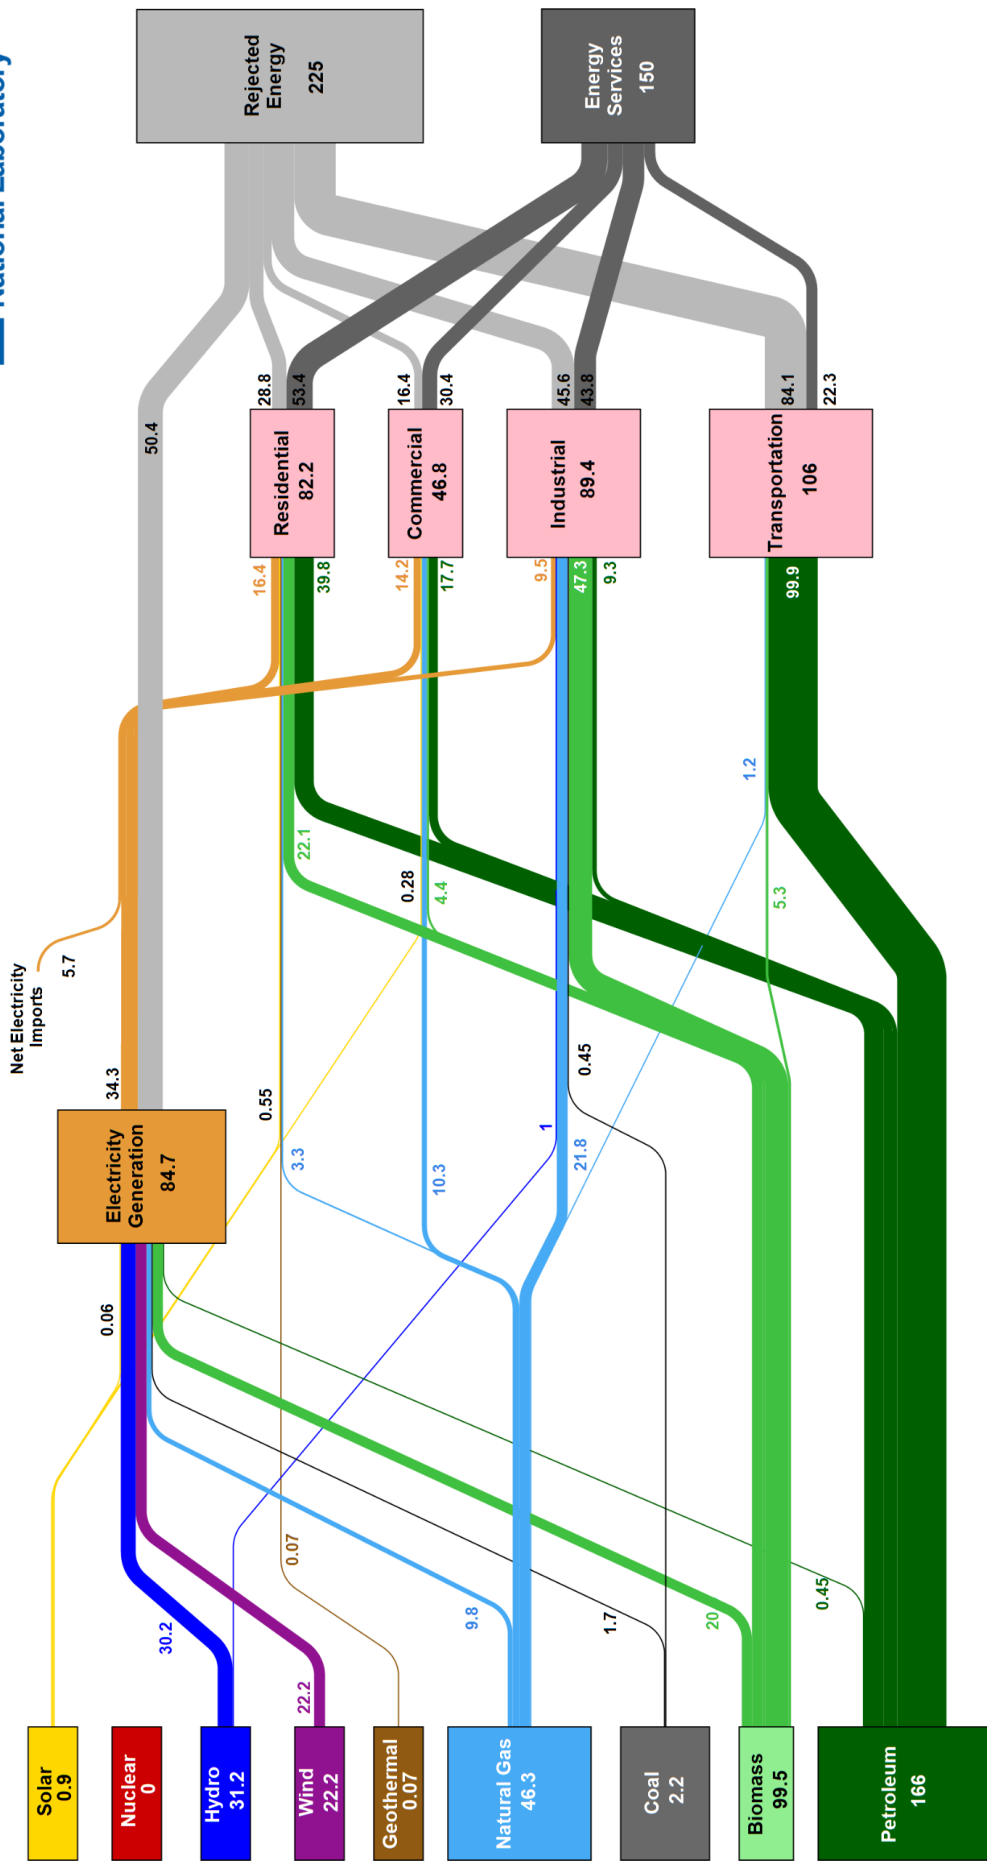 National Laboratory
Net Electricity
Imports
5.7
Solar
0.9
Nuclear
0
Hydro
31.2
Wind
22.2
Geothermal
0.07
Natural Gas
46.3
Coal
2.2
Biomass
99.5
Petroleum
166
30.2
22.2
0.07
9.8
1.7
20
0.45
0.06
Electricity
Generation
84.7
34.3
50.4
0.55
3.3
10.3
1
21.8
0.45
0.28
4.4
22.1
1.2
5.3
16.4
39.8
14.2
17.7
9.5
47.3
9.3
99.9
Residential
82.2
Commercial
46.8
Industrial
89.4
Transportation
106
28.8
53.4
16.4
30.4
45.6
43.8
84.1
22.3
Rejected
Energy
225
Energy
Services
150